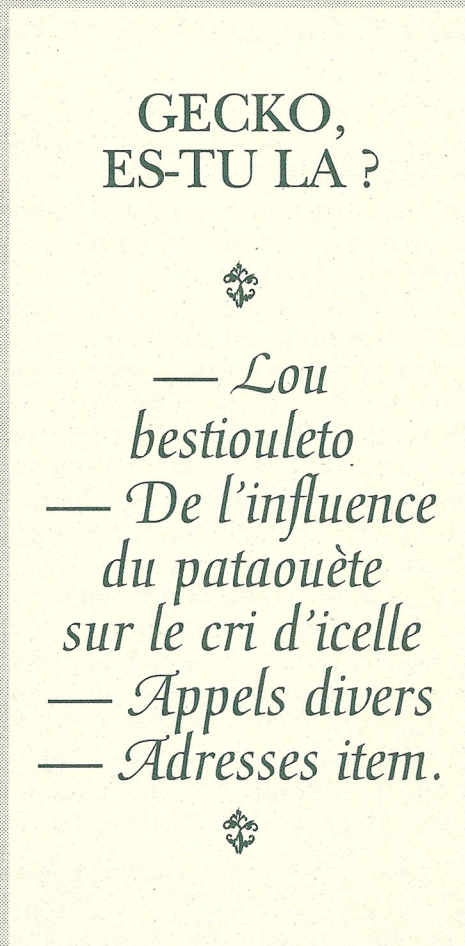 GECKO,
ES-TU LA ?
— Lou
bestiouleto
— De l'influence
du pataouète
sur le cri d'icelle
— Appels divers
— Adresses item.